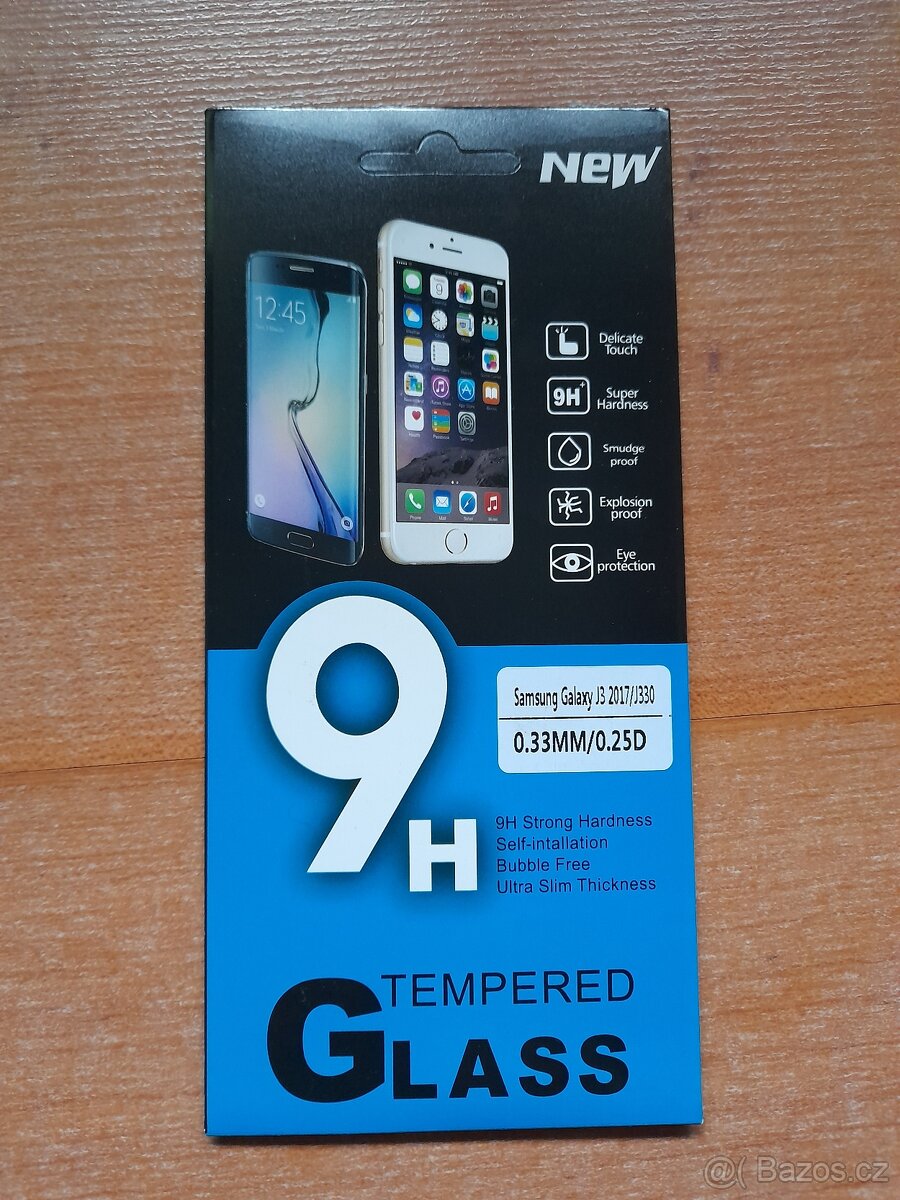 New
12:45
Delicate
Touch
9H+
Super
Hardness
Smudge
proof
Explosion
proof
Eye
protection
9H
Samsung Galaxy J3 2017/J330
0.33MM/0.25D
9H Strong Hardness
Self-intallation
Bubble Free
Ultra Slim Thickness
TEMPERED
GLASS
@( Bazos.cz